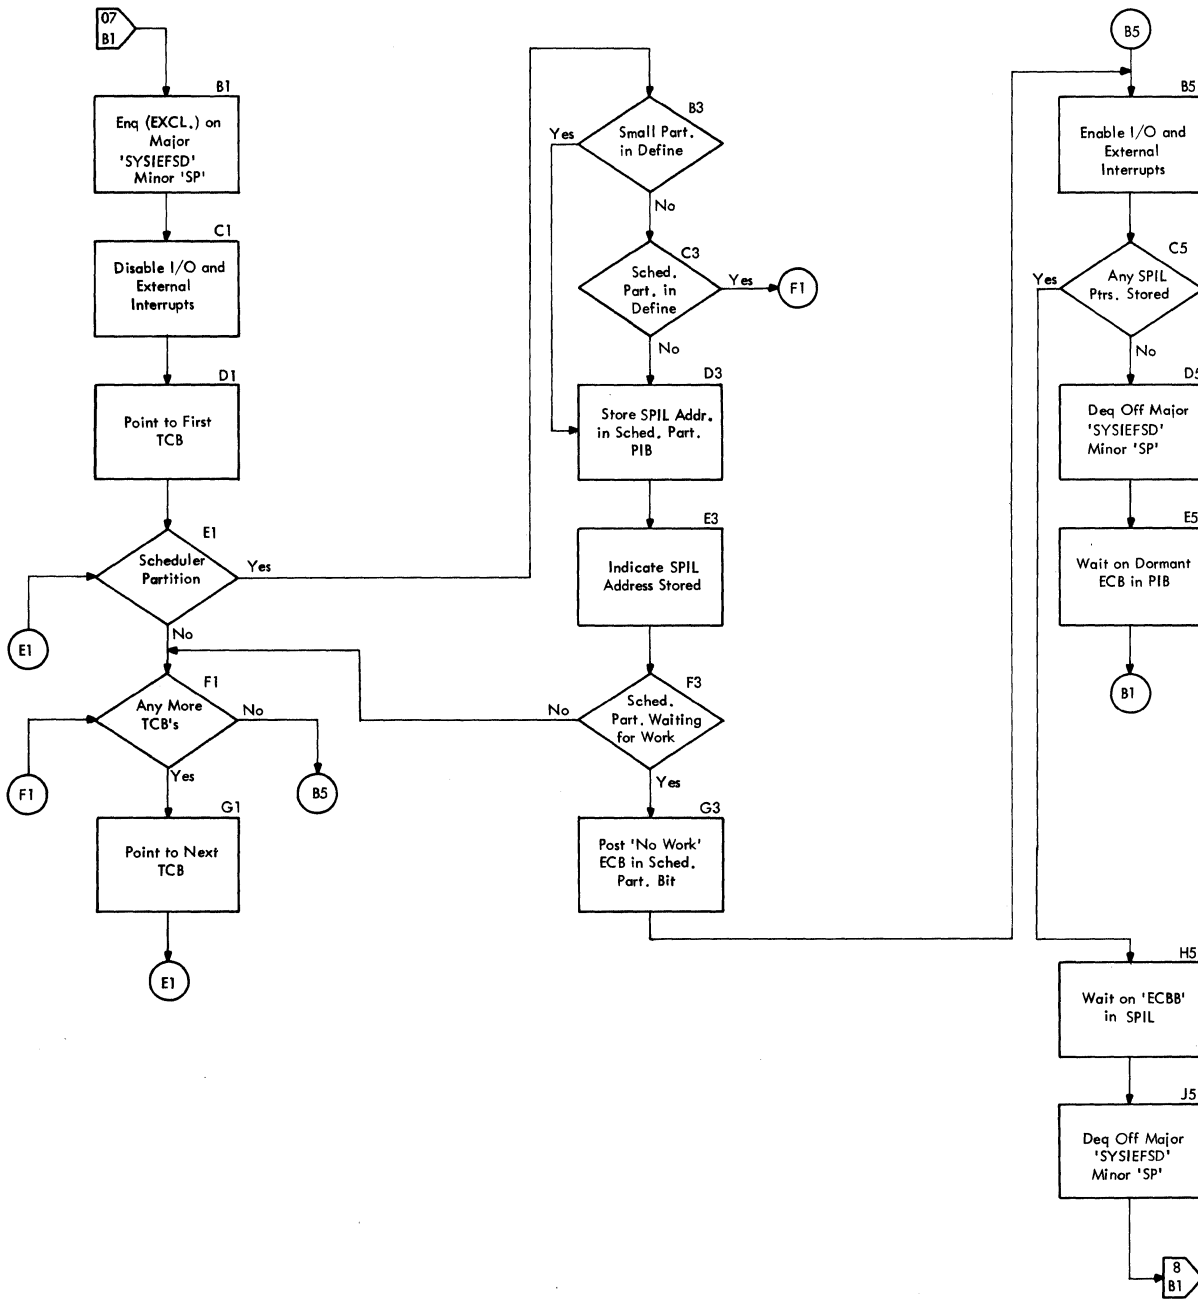 07
B1
B1
Enq (EXCL.) on
Major
'SYSIEFSD'
Minor 'SP'
C1
Disable I/O and
External
Interrupts
D1
Point to First
TCB
E1
Scheduler
Partition
Yes
No
E1
F1
Any More
TCB's
No
Yes
F1
B5
G1
Point to Next
TCB
E1
B3
Small Part.
in Define
Yes
No
C3
Sched.
Part. in
Define
Yes
F1
No
D3
Store SPIL Addr.
in Sched. Part.
PIB
E3
Indicate SPIL
Address Stored
F3
Sched.
Part. Waiting
for Work
No
Yes
G3
Post 'No Work'
ECB in Sched.
Part. Bit
B5
B5
Enable I/O and
External
Interrupts
C5
Any SPIL
Ptrs. Stored
Yes
No
D5
Deq Off Major
'SYSIEFSD'
Minor 'SP'
E5
Wait on Dormant
ECB in PIB
B1
H5
Wait on 'ECBB'
in SPIL
J5
Deq Off Major
'SYSIEFSD'
Minor 'SP'
8
B1